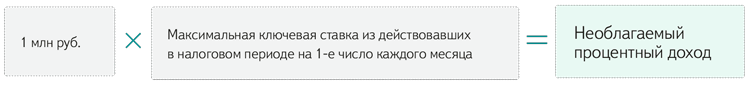 1 млн руб.
×
Максимальная ключевая ставка из действовавших
в налоговом периоде на 1-е число каждого месяца
=
Необлагаемый
процентный доход